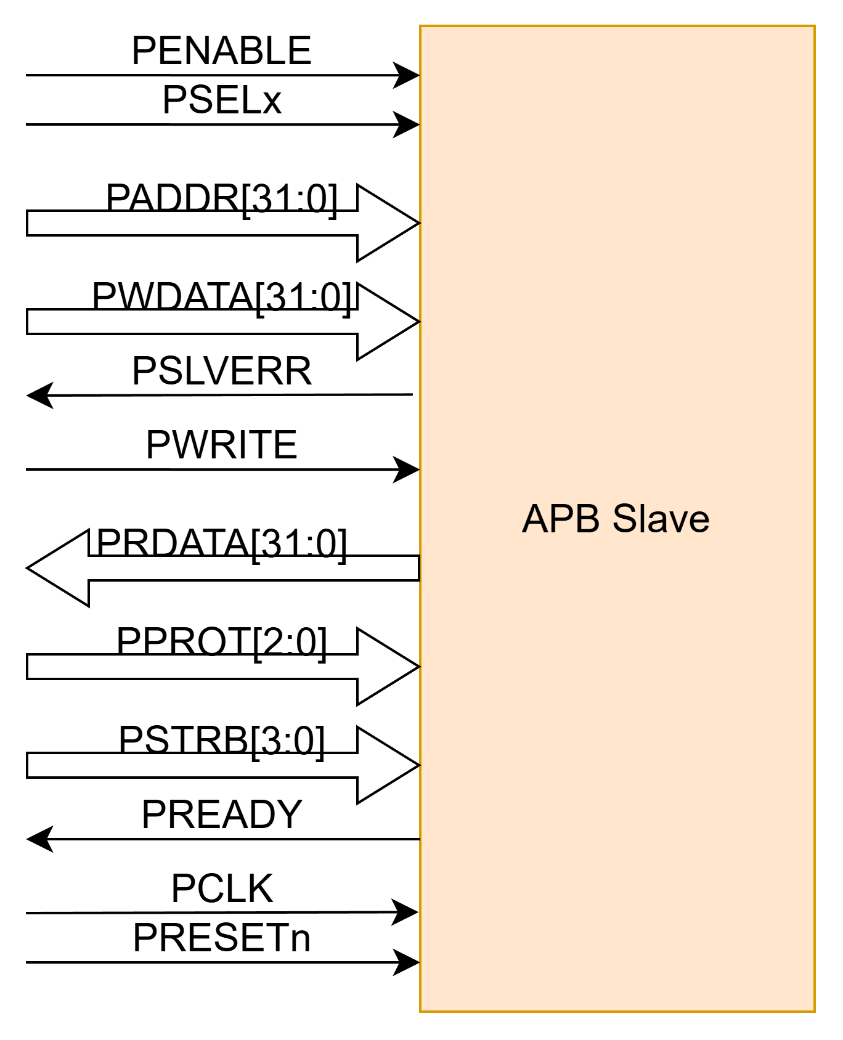 PENABLE
PSELx
PADDR[31:0]
PWDATA[31:0]
PSLVERR
PWRITE
APB Slave
PRDATA[31:0]
PPROT[2:0]
PSTRB[3:0]
PREADY
PCLK
PRESETn